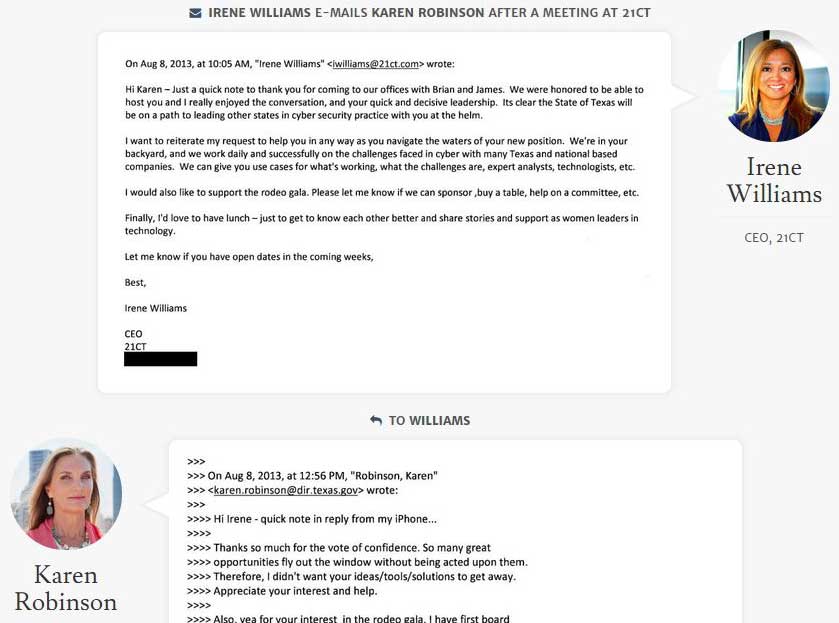 IRENE WILLIAMS E-MAILS KAREN ROBINSON AFTER A MEETING AT 21CT
On Aug 8, 2013, at 10:05 AM, "Irene Williams" <iwilliams@21ct.com> wrote:
Hi Karen – Just a quick note to thank you for coming to our offices with Brian and James.  We were honored to be able to
host you and I really enjoyed the conversation, and your quick and decisive leadership.  Its clear the State of Texas will
be on a path to leading other states in cyber security practice with you at the helm.
I want to reiterate my request to help you in any way as you navigate the waters of your new position.  We're in your
backyard, and we work daily and successfully on the challenges faced in cyber with many Texas and national based
companies.  We can give you use cases for what's working, what the challenges are, expert analysts, technologists, etc.
I would also like to support the rodeo gala. Please let me know if we can sponsor ,buy a table, help on a committee, etc.
Finally, I'd love to have lunch – just to get to know each other better and share stories and support as women leaders in
technology.
Let me know if you have open dates in the coming weeks,
Best,
Irene Williams
CEO
21CT
Irene
Williams
CEO, 21CT
TO WILLIAMS
>>>
>>> On Aug 8, 2013, at 12:56 PM, "Robinson, Karen"
>>> <karen.robinson@dir.texas.gov> wrote:
>>>
>>>> Hi Irene - quick note in reply from my iPhone...
>>>>
>>>> Thanks so much for the vote of confidence. So many great
>>>> opportunities fly out the window without being acted upon them.
>>>> Therefore, I didn't want your ideas/tools/solutions to get away.
>>>> Appreciate your interest and help.
>>>>
>>>> Also, yea for your interest  in the rodeo gala. I have first board
Karen
Robinson